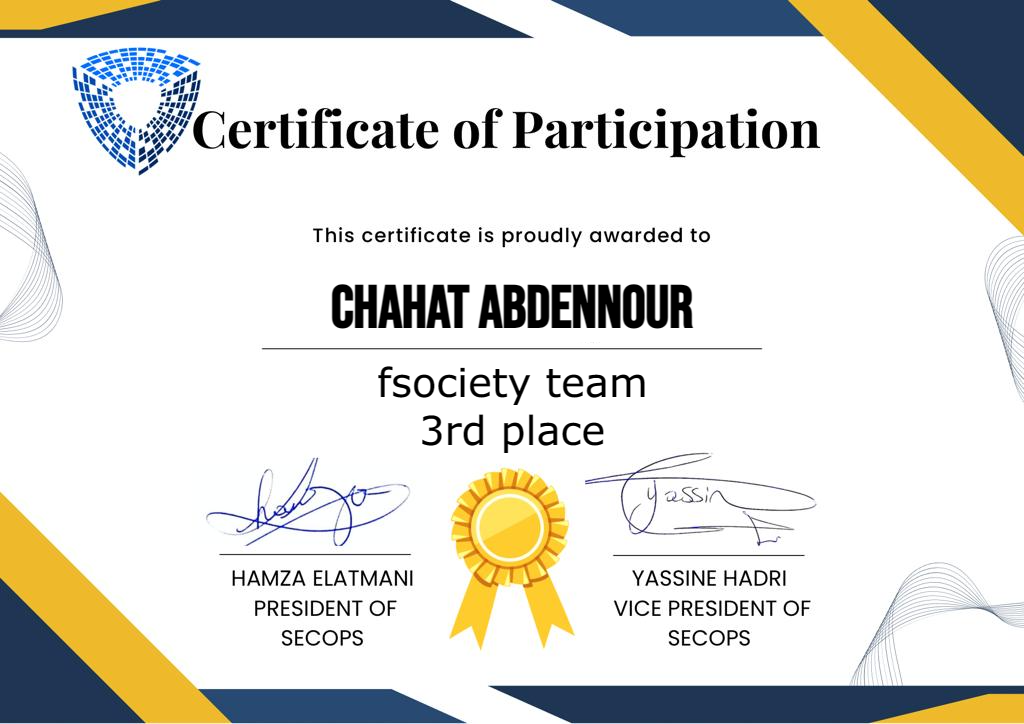 Certificate of Participation
This certificate is proudly awarded to
CHAHAT ABDENNOUR
fsociety team
3rd place
Yassin
HAMZA ELATMANI
PRESIDENT OF
SECOPS
YASSINE HADRI
VICE PRESIDENT OF
SECOPS